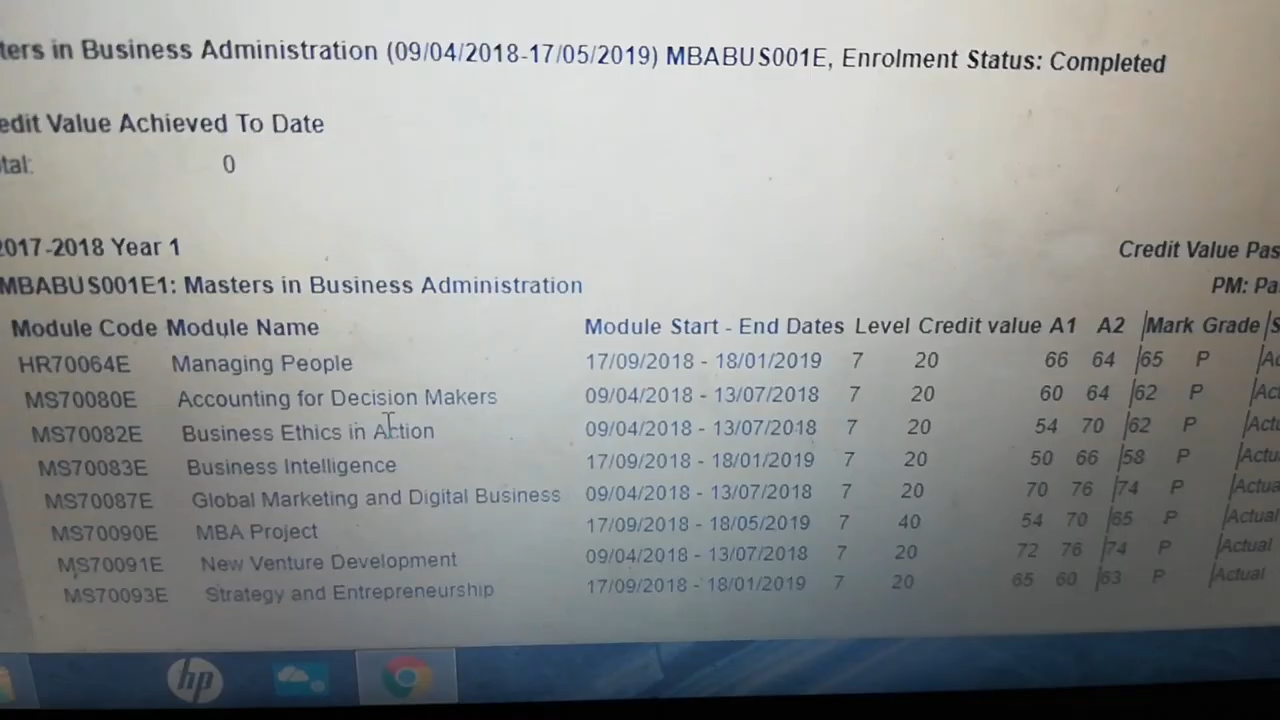 ters in Business Administration (09/04/2018-17/05/2019) MBABUS001E, Enrolment Status: Completed
edit Value Achieved To Date
tal: 0
2017-2018 Year 1 Credit Value Pas
MBABUS001E1: Masters in Business Administration PM: Pa
Module Code Module Name Module Start - End Dates Level Credit value A1 A2 Mark Grade S
HR70064E Managing People 17/09/2018 - 18/01/2019 7 20 66 64 65 P Ac
MS70080E Accounting for Decision Makers 09/04/2018 - 13/07/2018 7 20 60 64 62 P Act
MS70082E Business Ethics in Action 09/04/2018 - 13/07/2018 7 20 54 70 62 P Actu
MS70083E Business Intelligence 17/09/2018 - 18/01/2019 7 20 50 66 58 P Actua
MS70087E Global Marketing and Digital Business 09/04/2018 - 13/07/2018 7 20 70 76 74 P Actua
MS70090E MBA Project 17/09/2018 - 18/05/2019 7 40 54 70 65 P Actual
MS70091E New Venture Development 09/04/2018 - 13/07/2018 7 20 72 76 74 P Actual
MS70093E Strategy and Entrepreneurship 17/09/2018 - 18/01/2019 7 20 65 60 63 P Actual
hp